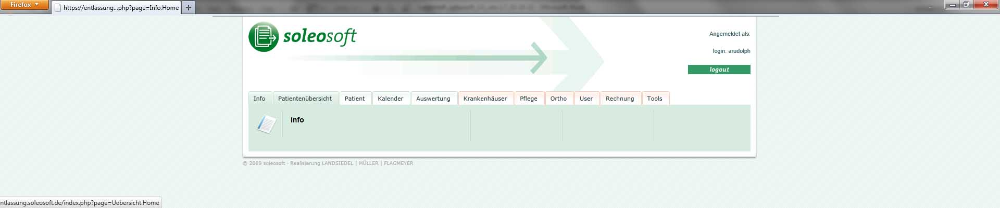 Firefox
https://entlassung...php?page=Info.Home
soleosoft
Angemeldet als:
login: arudolph
logout
Info Patientenübersicht Patient Kalender Auswertung Krankenhäuser Pflege Ortho User Rechnung Tools
Info
© 2009 soleosoft - Realisierung LANDSIEDEL | MÜLLER | FLAGMEYER
ntlassung.soleosoft.de/index.php?page=Uebersicht.Home